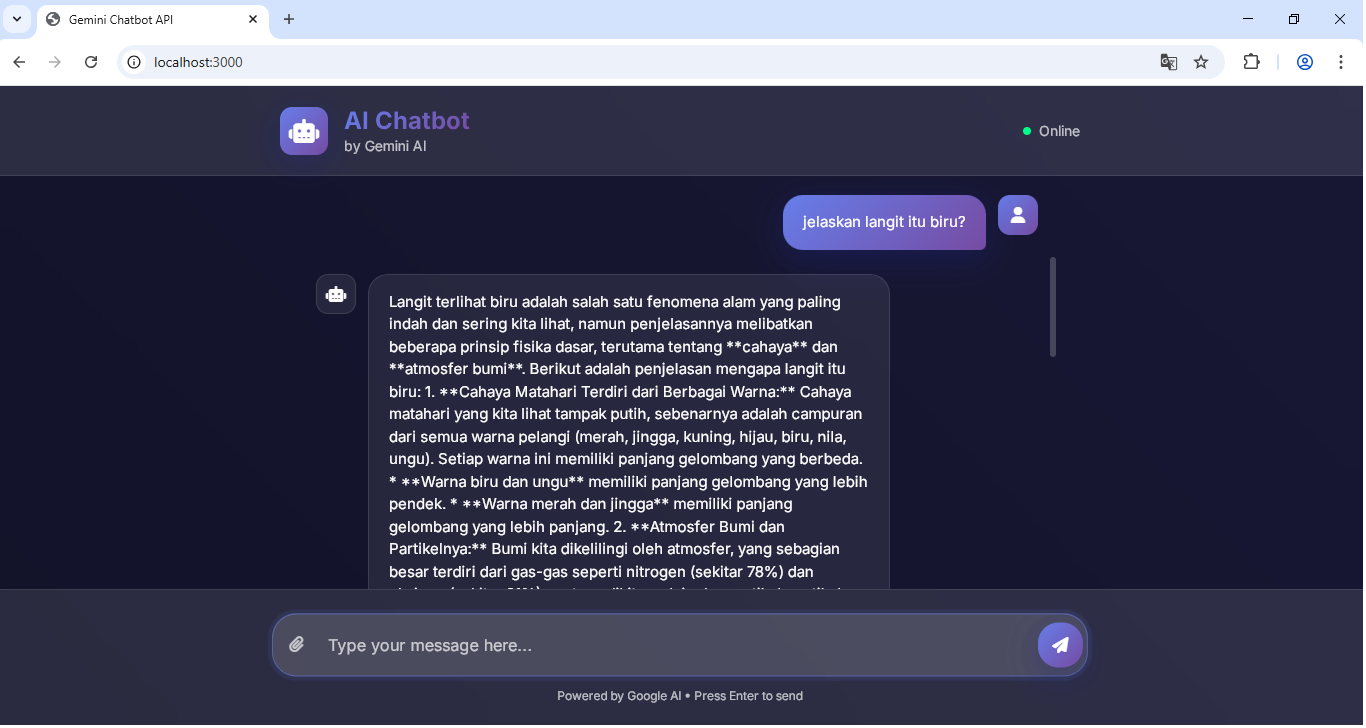 Gemini Chatbot API
localhost:3000
AI Chatbot
by Gemini AI
Online
jelaskan langit itu biru?
Langit terlihat biru adalah salah satu fenomena alam yang paling
indah dan sering kita lihat, namun penjelasannya melibatkan
beberapa prinsip fisika dasar, terutama tentang **cahaya** dan
**atmosfer bumi**. Berikut adalah penjelasan mengapa langit itu
biru: 1. **Cahaya Matahari Terdiri dari Berbagai Warna:** Cahaya
matahari yang kita lihat tampak putih, sebenarnya adalah campuran
dari semua warna pelangi (merah, jingga, kuning, hijau, biru, nila,
ungu). Setiap warna ini memiliki panjang gelombang yang berbeda.
* **Warna biru dan ungu** memiliki panjang gelombang yang lebih
pendek. * **Warna merah dan jingga** memiliki panjang
gelombang yang lebih panjang. 2. **Atmosfer Bumi dan
Partikelnya:** Bumi kita dikelilingi oleh atmosfer, yang sebagian
besar terdiri dari gas-gas seperti nitrogen (sekitar 78%) dan
Type your message here...
Powered by Google AI • Press Enter to send